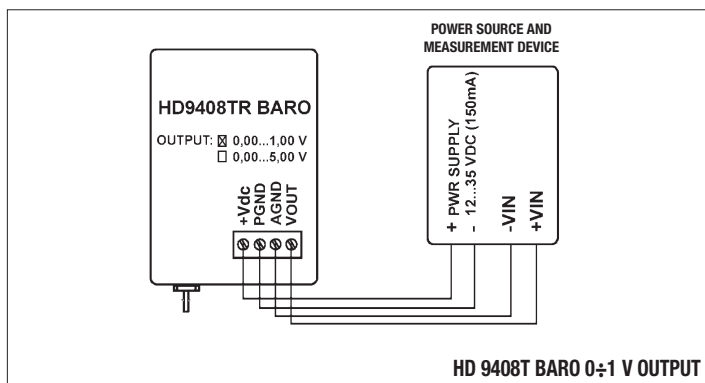 POWER SOURCE AND
MEASUREMENT DEVICE
HD9408TR BARO
OUTPUT: ☒ 0,00...1,00 V
☐ 0,00...5,00 V
+Vdc
PGND
AGND
VOUT
+ PWR SUPPLY
- 12...35 VDC (150mA)
-VIN
+VIN
HD 9408T BARO 0÷1 V OUTPUT